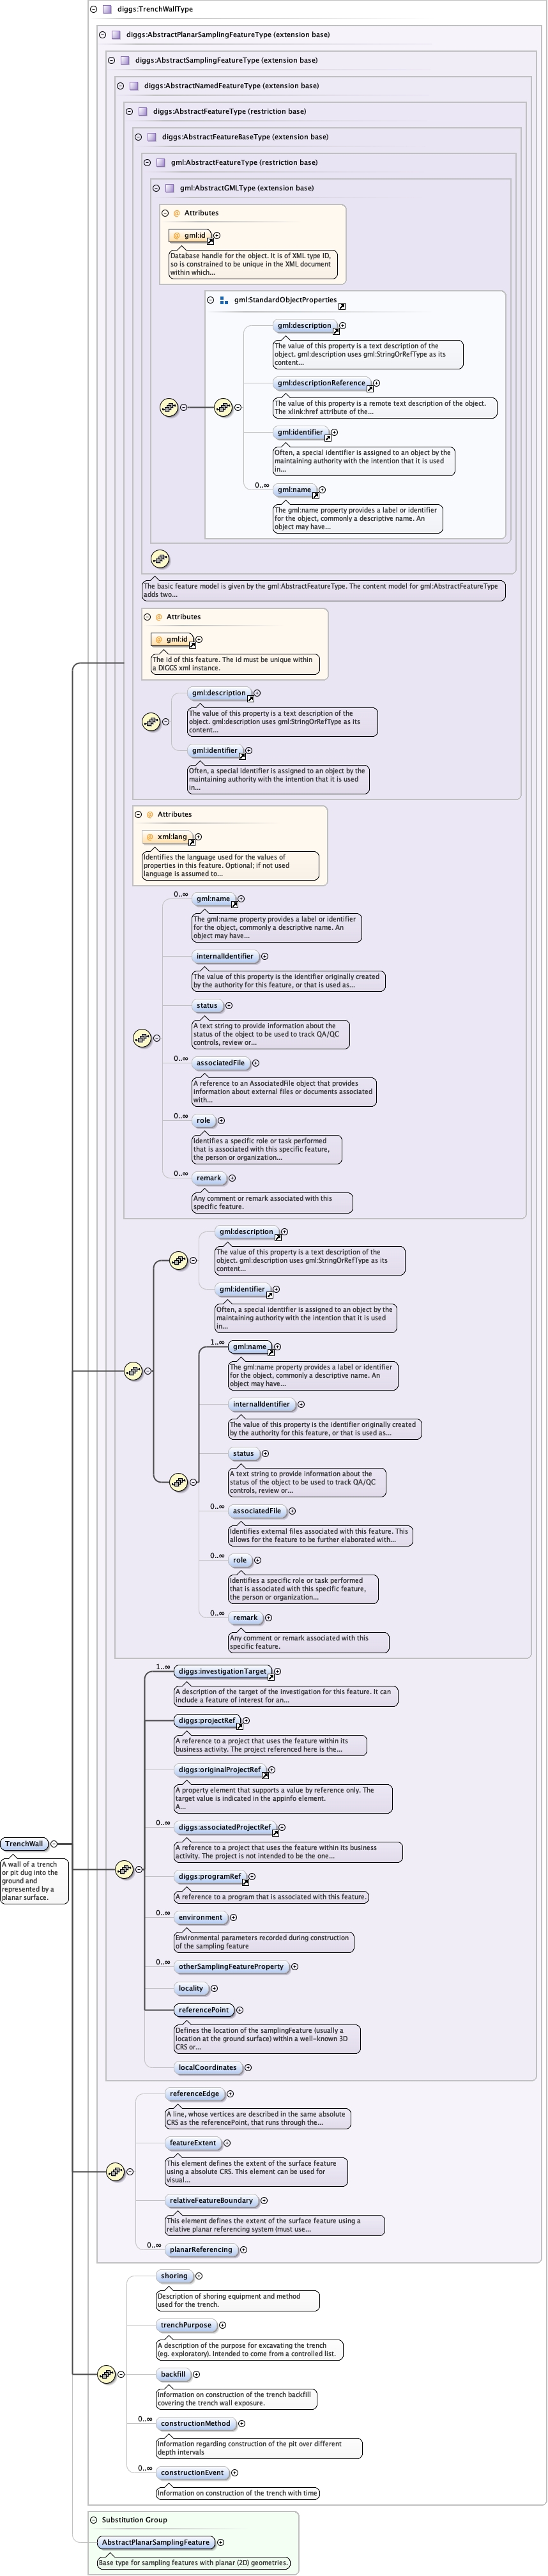 diggs:TrenchWallType
diggs:AbstractPlanarSamplingFeatureType (extension base)
diggs:AbstractSamplingFeatureType (extension base)
diggs:AbstractNamedFeatureType (extension base)
diggs:AbstractFeatureType (restriction base)
diggs:AbstractFeatureBaseType (extension base)
gml:AbstractFeatureType (restriction base)
gml:AbstractGMLType (extension base)
@ Attributes
@ gml:id
Database handle for the object. It is of XML type ID,
so is constrained to be unique in the XML document
within which...
gml:StandardObjectProperties
gml:description
The value of this property is a text description of the
object. gml:description uses gml:StringOrRefType as its
content...
gml:descriptionReference
The value of this property is a remote text description of the object.
The xlink:href attribute of the...
gml:identifier
Often, a special identifier is assigned to an object by the
maintaining authority with the intention that it is used
in...
0..∞
gml:name
The gml:name property provides a label or identifier
for the object, commonly a descriptive name. An
object may have...
The basic feature model is given by the gml:AbstractFeatureType. The content model for gml:AbstractFeatureType
adds two...
@ Attributes
@ gml:id
The id of this feature. The id must be unique within
a DIGGS xml instance.
gml:description
The value of this property is a text description of the
object. gml:description uses gml:StringOrRefType as its
content...
gml:identifier
Often, a special identifier is assigned to an object by the
maintaining authority with the intention that it is used
in...
@ Attributes
@ xml:lang
Identifies the language used for the values of
properties in this feature. Optional; if not used
language is assumed to...
0..∞
gml:name
The gml:name property provides a label or identifier
for the object, commonly a descriptive name. An
object may have...
internalIdentifier
The value of this property is the identifier originally created
by the authority for this feature, or that is used as...
status
A text string to provide information about the
status of the object to be used to track QA/QC
controls, review or...
0..∞
associatedFile
A reference to an AssociatedFile object that provides
information about external files or documents associated
with...
0..∞
role
Identifies a specific role or task performed
that is associated with this specific feature,
the person or organization...
0..∞
remark
Any comment or remark associated with this
specific feature.
gml:description
The value of this property is a text description of the
object. gml:description uses gml:StringOrRefType as its
content...
gml:identifier
Often, a special identifier is assigned to an object by the
maintaining authority with the intention that it is used
in...
1..∞
gml:name
The gml:name property provides a label or identifier
for the object, commonly a descriptive name. An
object may have...
internalIdentifier
The value of this property is the identifier originally created
by the authority for this feature, or that is used as...
status
A text string to provide information about the
status of the object to be used to track QA/QC
controls, review or...
0..∞
associatedFile
Identifies external files associated with this feature. This
allows for the feature to be further elaborated with...
0..∞
role
Identifies a specific role or task performed
that is associated with this specific feature,
the person or organization...
0..∞
remark
Any comment or remark associated with this
specific feature.
1..∞
diggs:investigationTarget
A description of the target of the investigation for this feature. It can
include a feature of interest for an...
diggs:projectRef
A reference to a project that uses the feature within its
business activity. The project referenced here is the...
diggs:originalProjectRef
A property element that supports a value by reference only. The
target value is indicated in the appinfo element.
A...
0..∞
diggs:associatedProjectRef
A reference to a project that uses the feature within its business
activity. The project is not intended to be the one...
diggs:programRef
A reference to a program that is associated with this feature.
0..∞
environment
Environmental parameters recorded during construction
of the sampling feature
0..∞
otherSamplingFeatureProperty
locality
referencePoint
Defines the location of the samplingFeature (usually a
location at the ground surface) within a well-known 3D
CRS or...
localCoordinates
TrenchWall
A wall of a trench
or pit dug into the
ground and
represented by a
planar surface.
referenceEdge
A line, whose vertices are described in the same absolute
CRS as the referencePoint, that runs through the...
featureExtent
This element defines the extent of the surface feature
using a absolute CRS. This element can be used for
visual...
relativeFeatureBoundary
This element defines the extent of the surface feature using a
relative planar referencing system (must use...
0..∞
planarReferencing
shoring
Description of shoring equipment and method
used for the trench.
trenchPurpose
A description of the purpose for excavating the trench
(eg. exploratory). Intended to come from a controlled list.
backfill
Information on construction of the trench backfill
covering the trench wall exposure.
0..∞
constructionMethod
Information regarding construction of the pit over different
depth intervals
0..∞
constructionEvent
Information on construction of the trench with time
Substitution Group
AbstractPlanarSamplingFeature
Base type for sampling features with planar (2D) geometries.